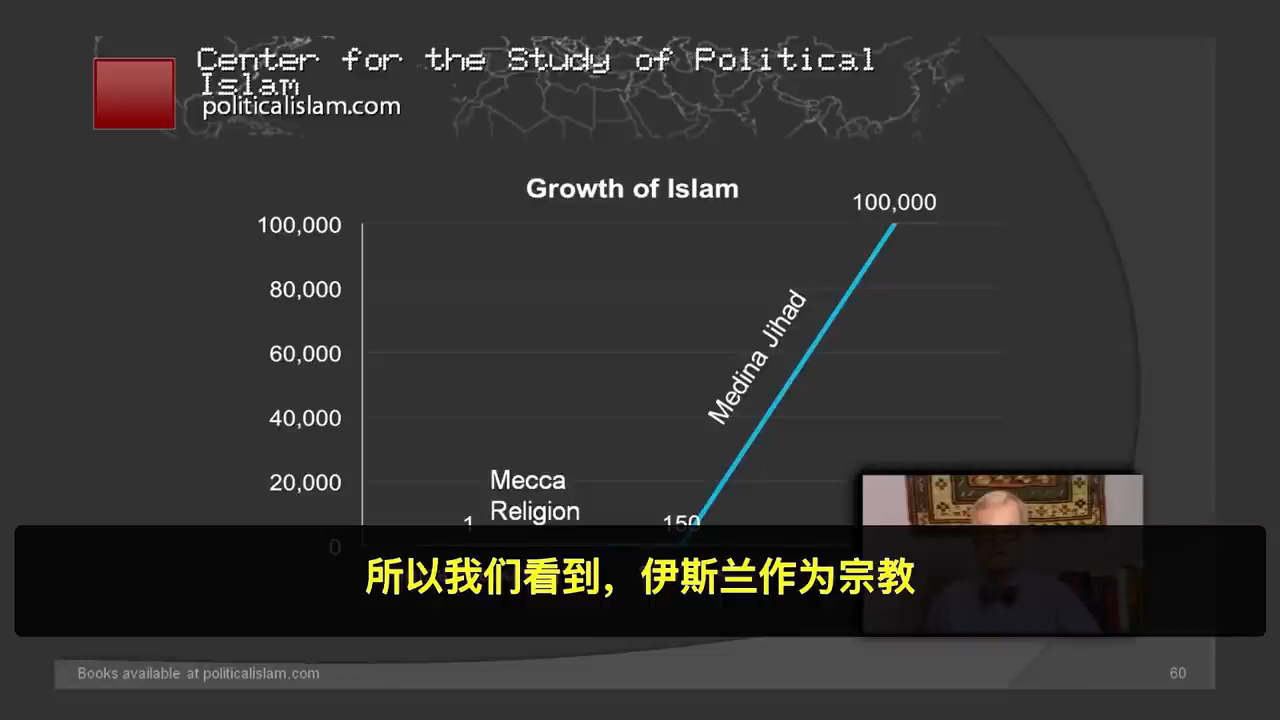 Center for the Study of Political
Islam
politicalislam.com
Growth of Islam
100,000
100,000
80,000
60,000
40,000
20,000
0
Medina Jihad
Mecca
Religion
1
150
所以我们看到，伊斯兰作为宗教
Books available at politicalislam.com
60